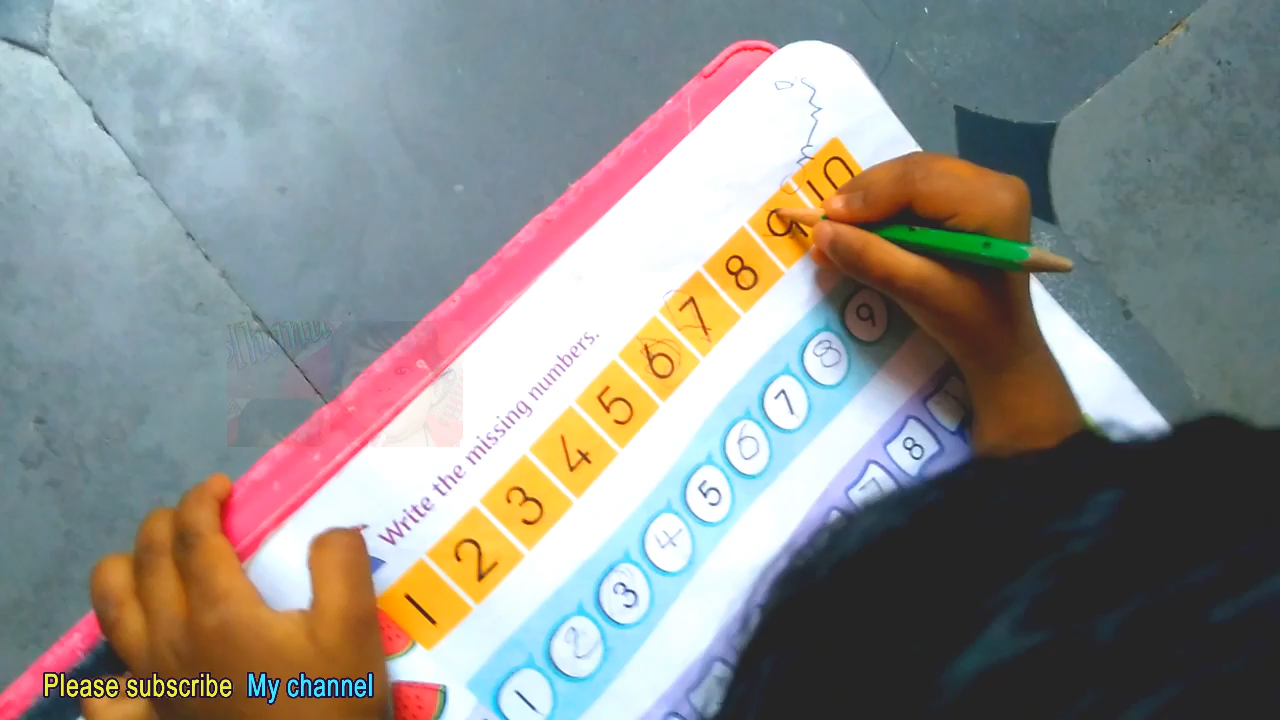 Write the missing numbers.
1 2 3 4 5 6 7 8 9 10
1 2 3 4 5 6 7 8 9
7 8
Please subscribe My channel